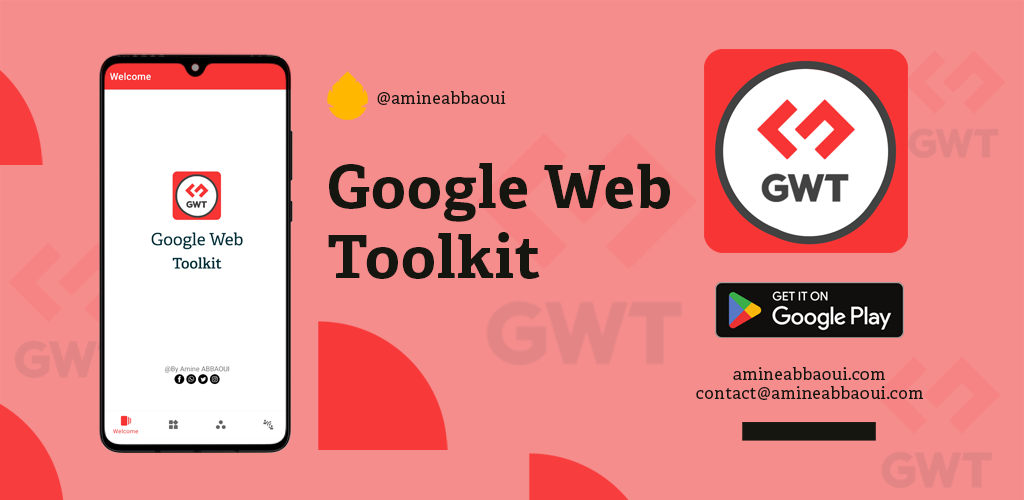 Welcome
GWT
Google Web
Toolkit
@By Amine ABBAOUI
Welcome
@amineabbaoui
Google Web
Toolkit
GWT
GET IT ON
Google Play
amineabbaoui.com
contact@amineabbaoui.com
GWT
GWT
GWT
GWT